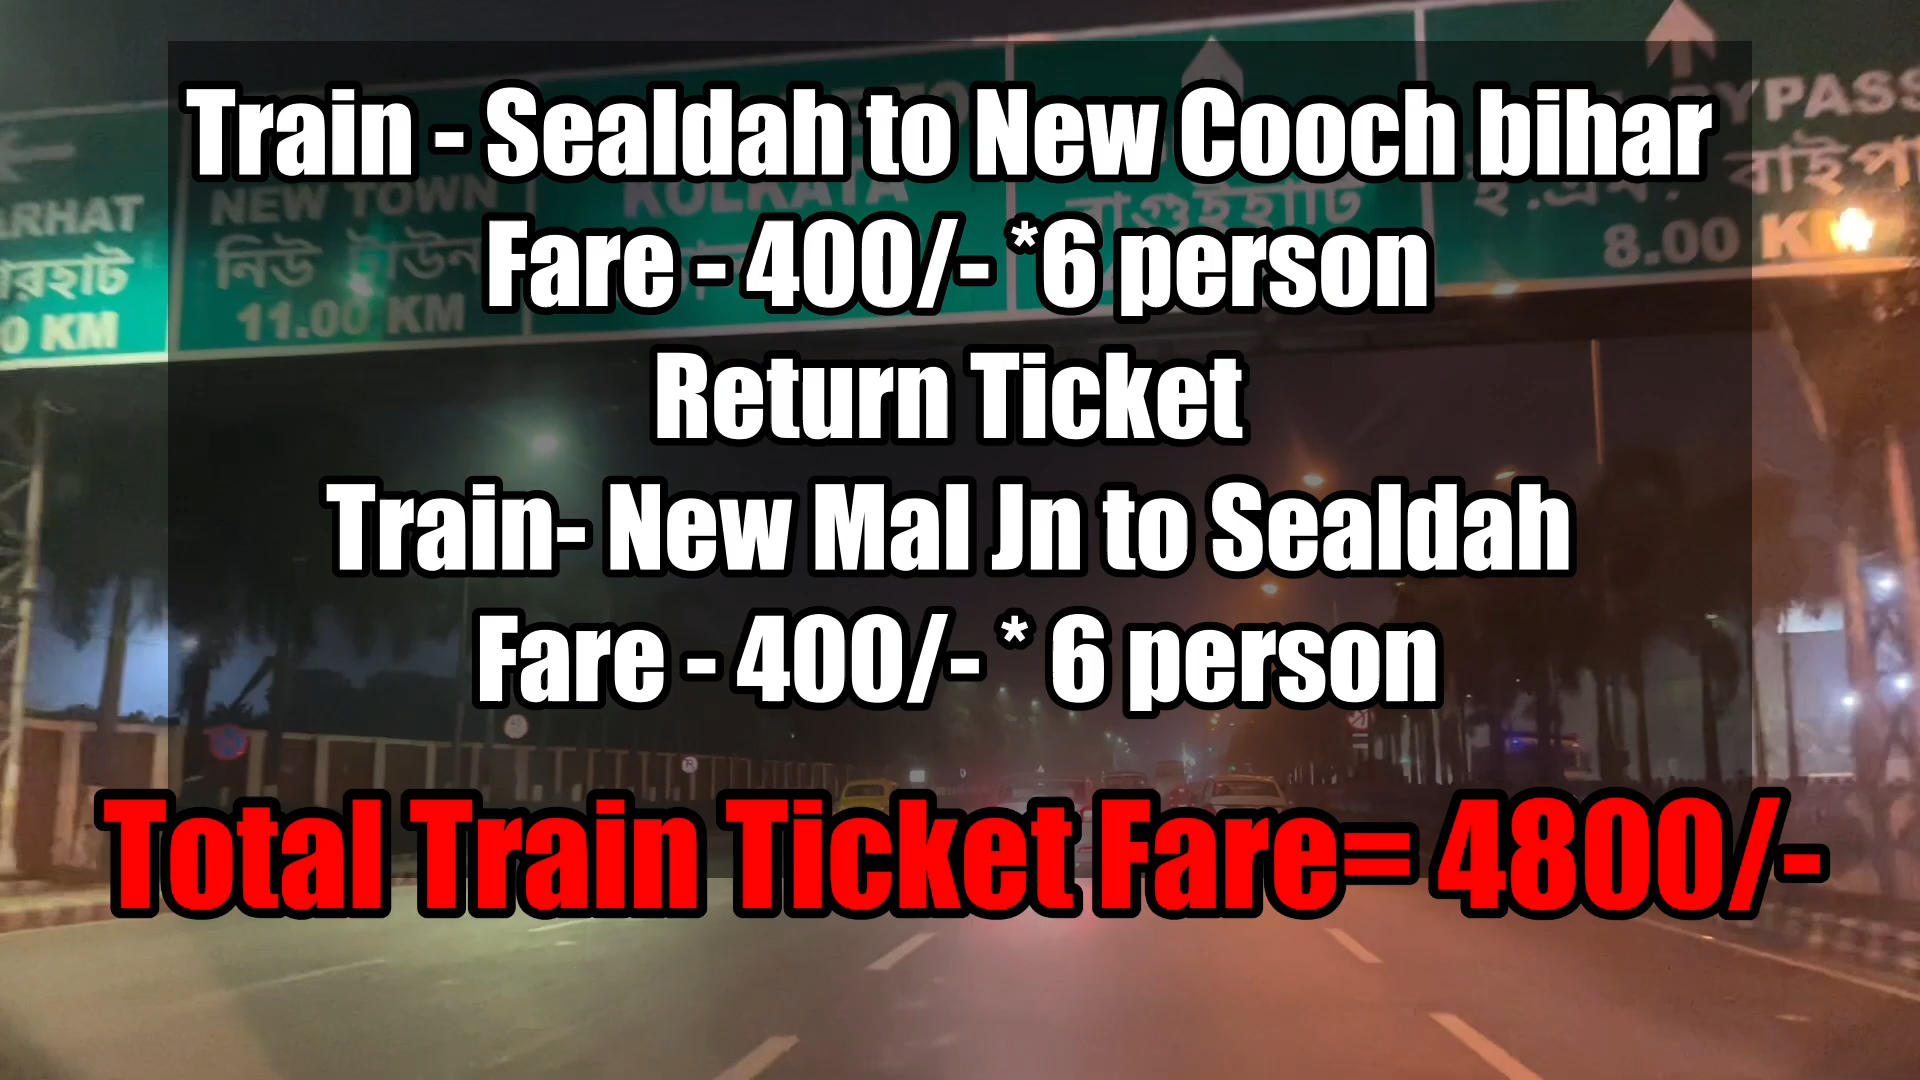 Train - Sealdah to New Cooch bihar
Fare - 400/- *6 person
Return Ticket
Train- New Mal Jn to Sealdah
Fare - 400/- * 6 person
Total Train Ticket Fare= 4800/-
NEW TOWN
নিউ টাউন
11.00 KM
KOLKATA
বাগুইহাটি
8.00 KM